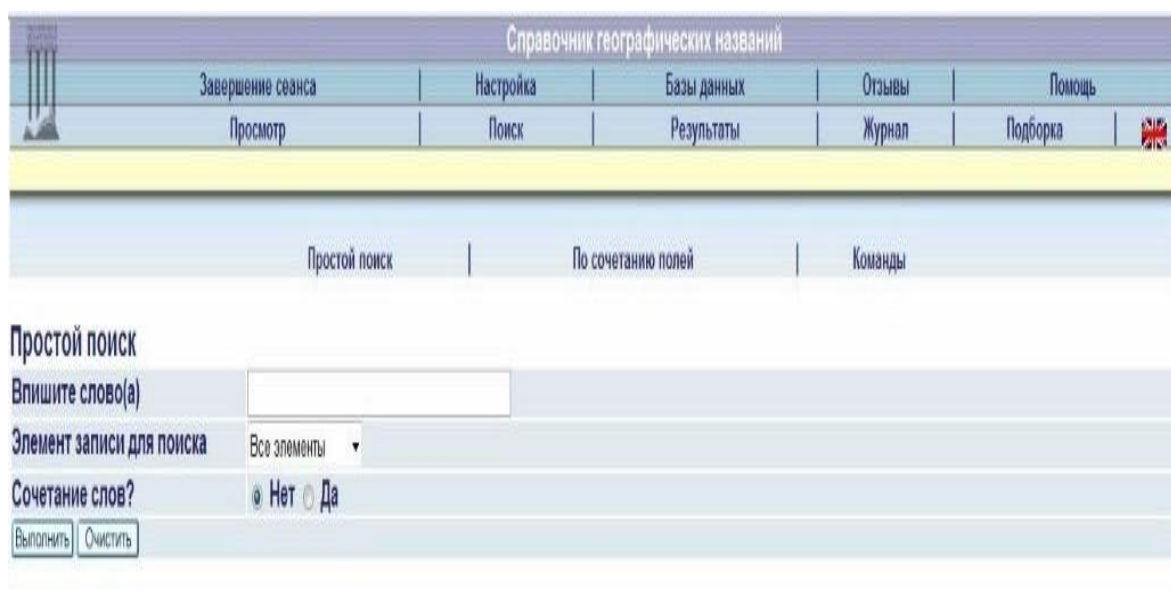 Справочник географических названий
Завершение сеанса | Настройка | Базы данных | Отзывы | Помощь
Просмотр | Поиск | Результаты | Журнал | Подборка |
Простой поиск | По сочетанию полей | Команды
Простой поиск
Впишите слово(а)
Элемент записи для поиска Все элементы
Сочетание слов? Нет Да
Выполнить Очистить